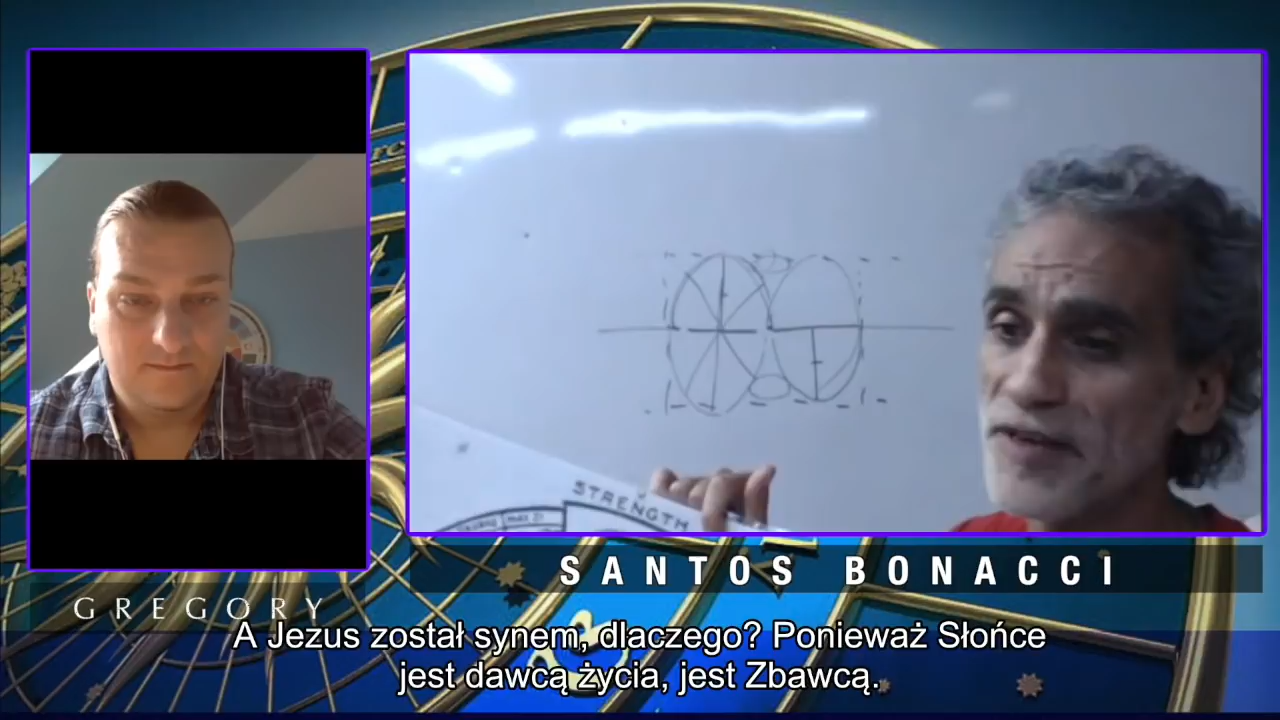 STRENGTH
SANTOS BONACCI
GREGORY
A Jezus został synem, dlaczego? Ponieważ Słońce
jest dawcą życia, jest Zbawcą.